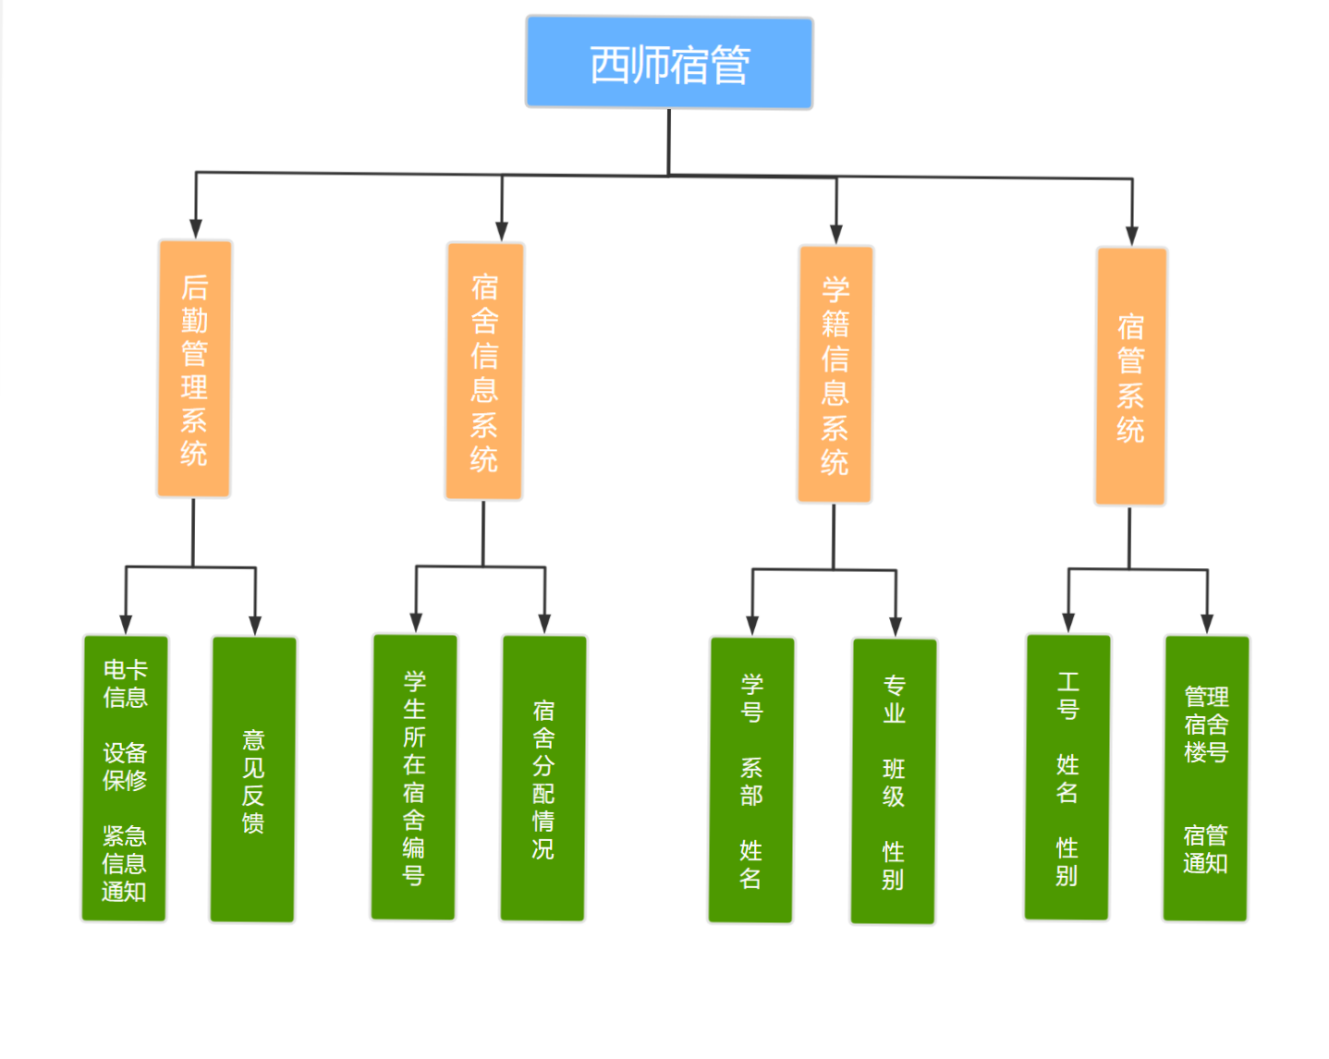 西师宿管
后勤管理系统
宿舍信息系统
学籍信息系统
宿管系统
电卡
信息
设备
保修
紧急
信息
通知
意见反馈
学生所在宿舍编号
宿舍分配情况
学号 系部 姓名
专业 班级 性别
工号 姓名 性别
管理
宿舍
楼号
宿管
通知